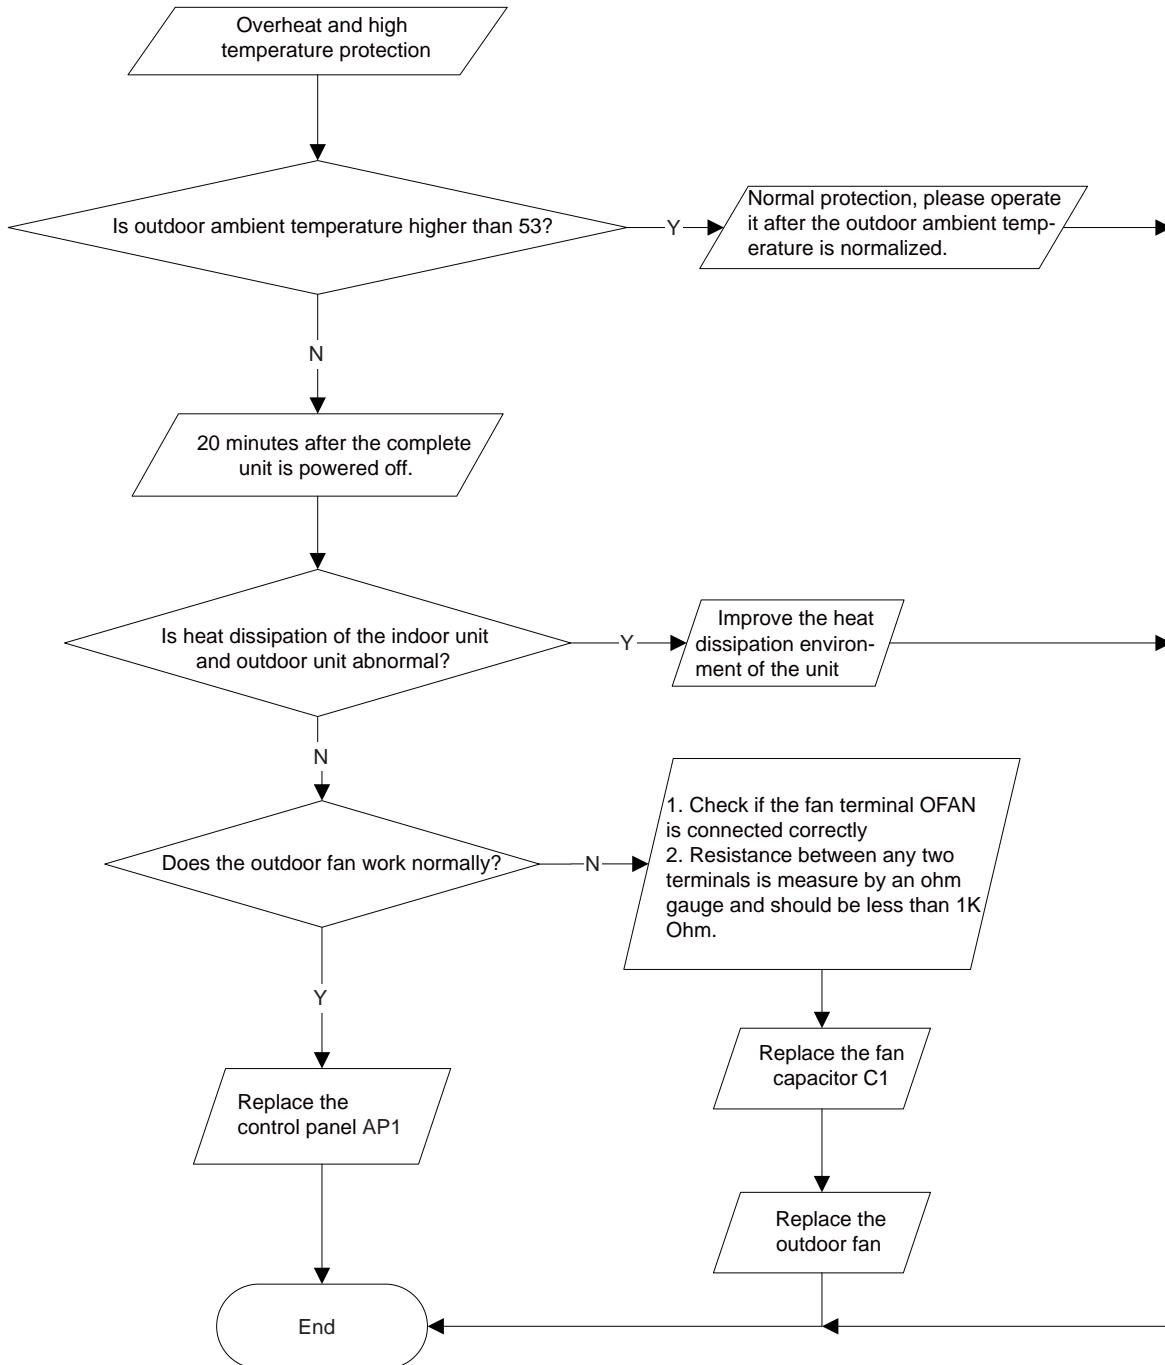 Overheat and high
temperature protection
Is outdoor ambient temperature higher than 53?
Y
Normal protection, please operate
it after the outdoor ambient temp-
erature is normalized.
N
20 minutes after the complete
unit is powered off.
Is heat dissipation of the indoor unit
and outdoor unit abnormal?
Y
Improve the heat
dissipation environ-
ment of the unit
N
Does the outdoor fan work normally?
N
1. Check if the fan terminal OFAN
is connected correctly
2. Resistance between any two
terminals is measure by an ohm
gauge and should be less than 1K
Ohm.
Y
Replace the fan
capacitor C1
Replace the
control panel AP1
Replace the
outdoor fan
End